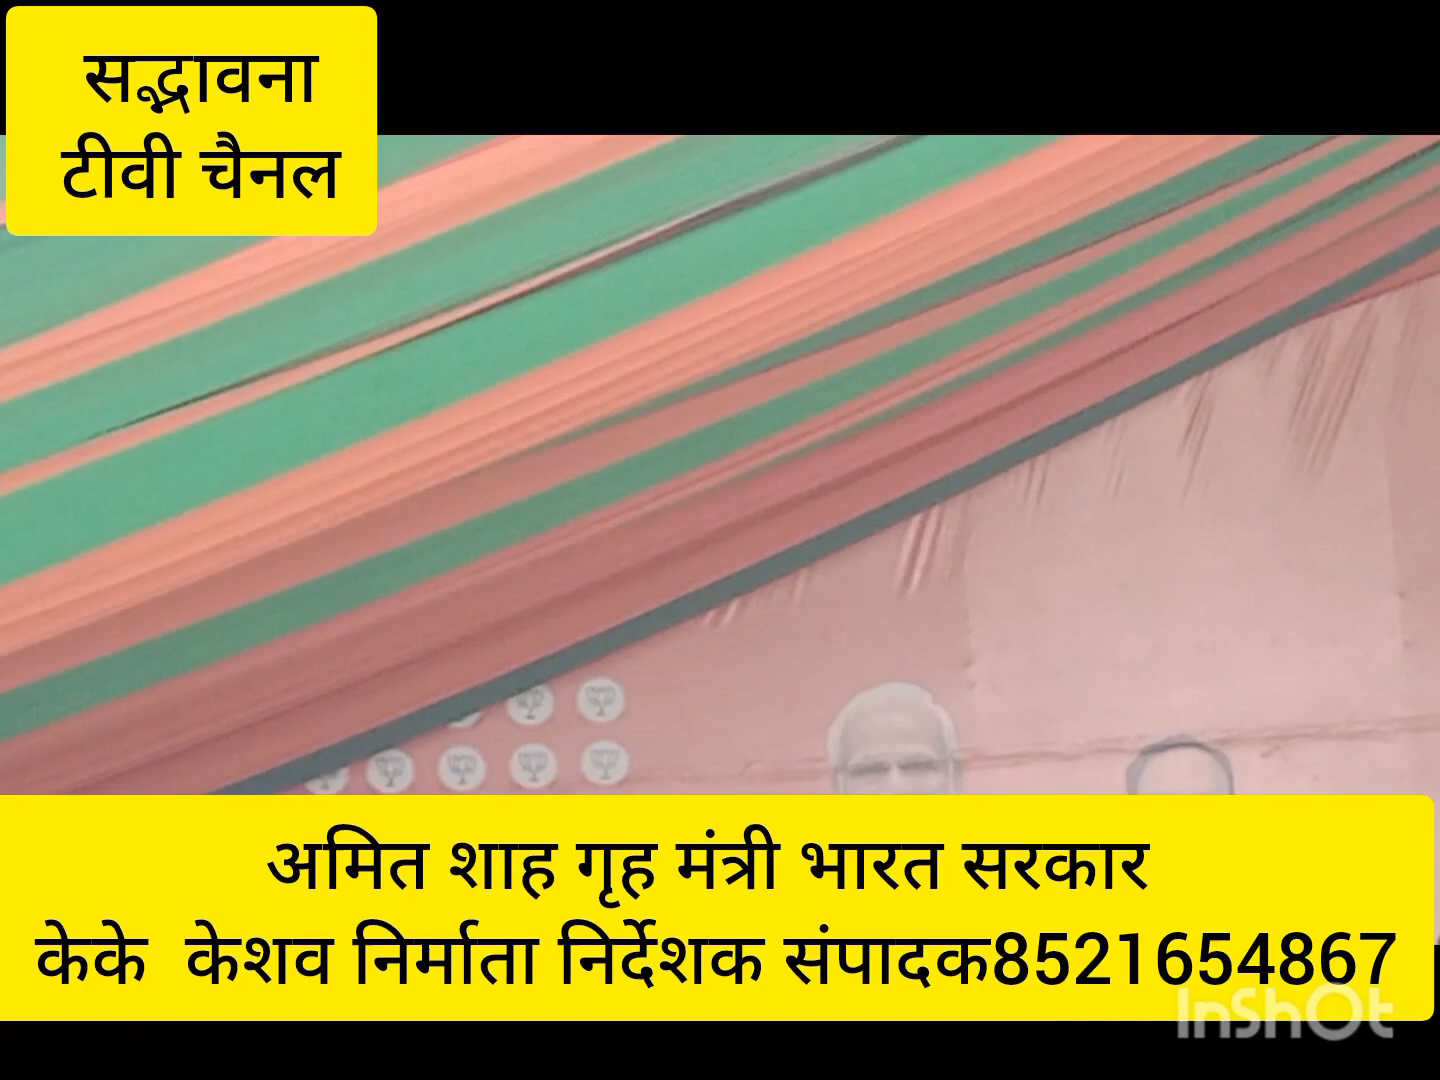 सद्भावना
टीवी चैनल
अमित शाह गृह मंत्री भारत सरकार
केके केशव निर्माता निर्देशक संपादक8521654867
InShOt